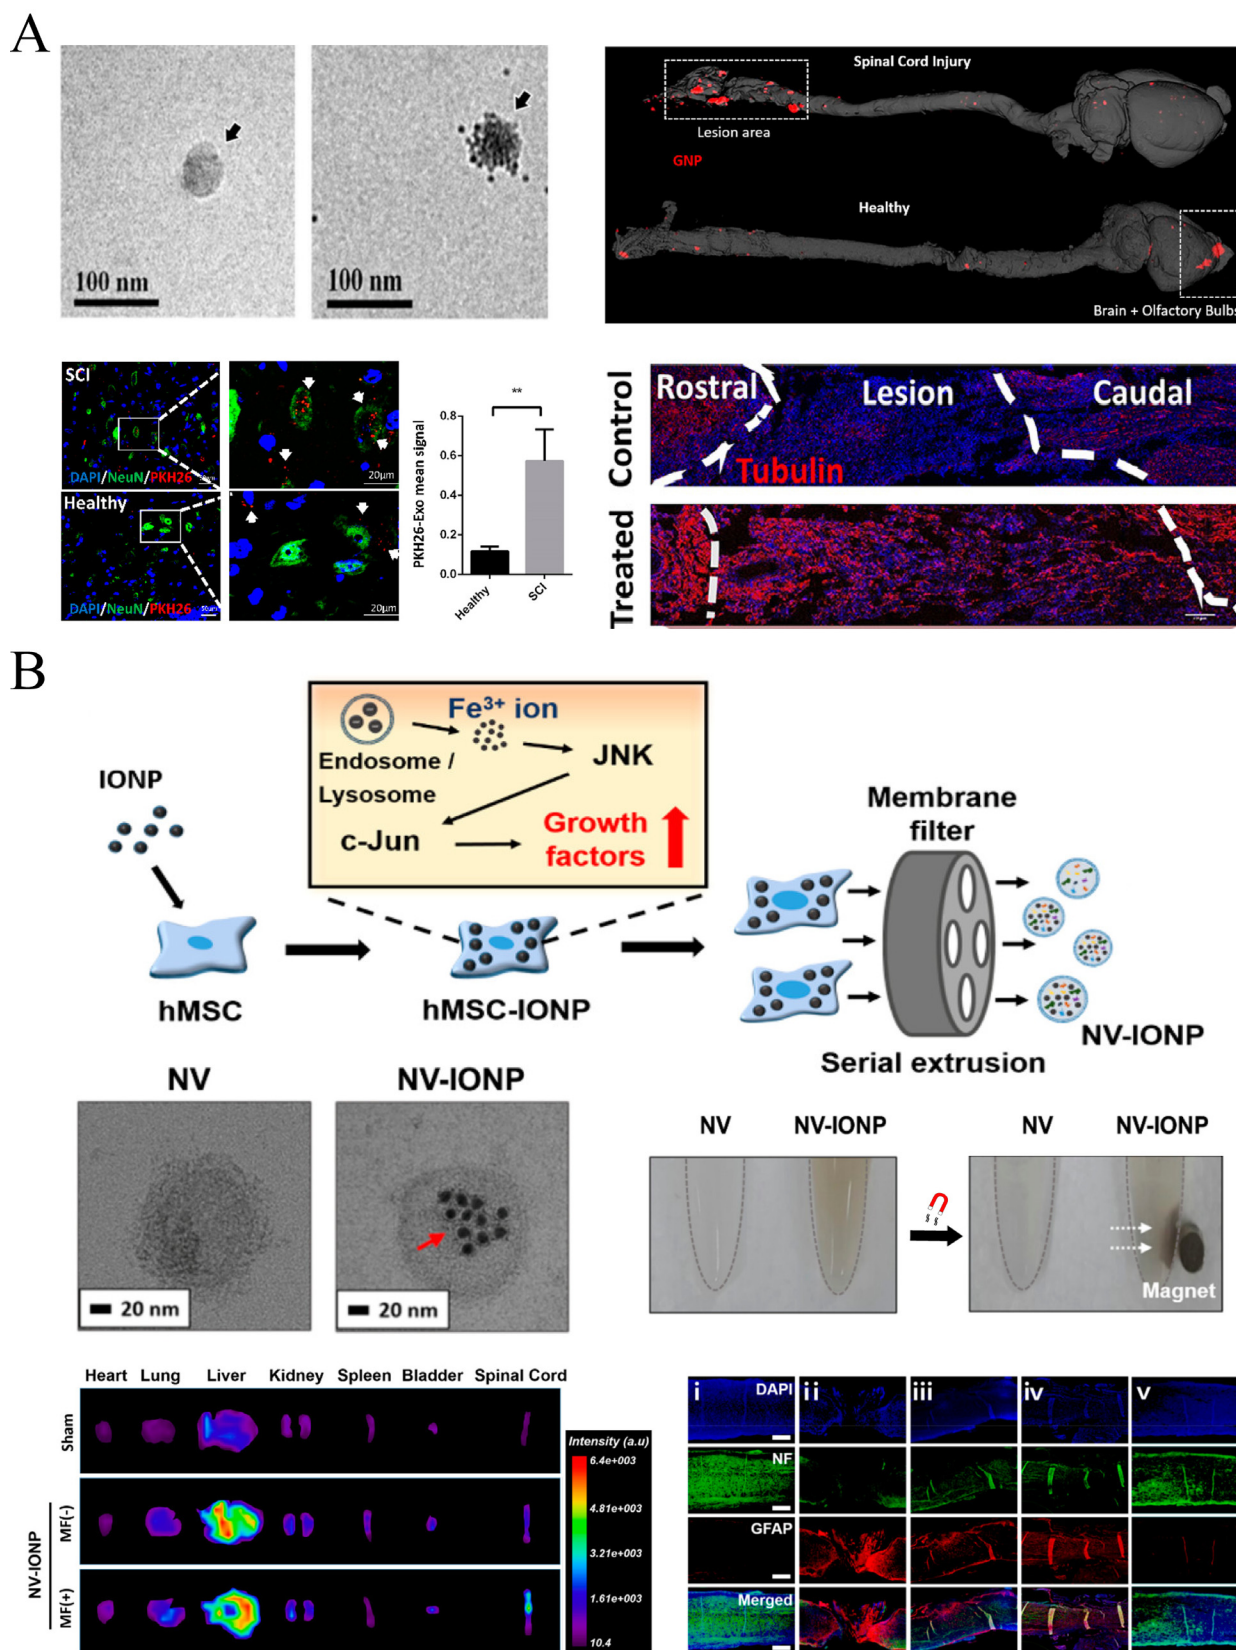 A
100 nm
100 nm
Spinal Cord Injury
Lesion area
GNP
Healthy
Brain + Olfactory Bulbs
SCI
DAPI/NeuN/PKH26
20μm
Healthy
DAPI/NeuN/PKH26
50μm
20μm
PKH26-Exo mean signal
0.8
0.6
0.4
0.2
0.0
**
Healthy
SCI
Control
Rostral
Lesion
Caudal
Tubulin
Treated
B
IONP
hMSC
Endosome /
Lysosome
Fe³⁺ ion
JNK
c-Jun
Growth
factors
hMSC-IONP
Membrane
filter
Serial extrusion
NV-IONP
NV
NV-IONP
20 nm
20 nm
NV
NV-IONP
NV
NV-IONP
Magnet
Heart
Lung
Liver
Kidney
Spleen
Bladder
Spinal Cord
Sham
NV-IONP
MF(-)
MF(+)
Intensity (a.u)
6.4e+003
4.81e+003
3.21e+003
1.61e+003
10.4
i
ii
iii
iv
v
DAPI
NF
GFAP
Merged